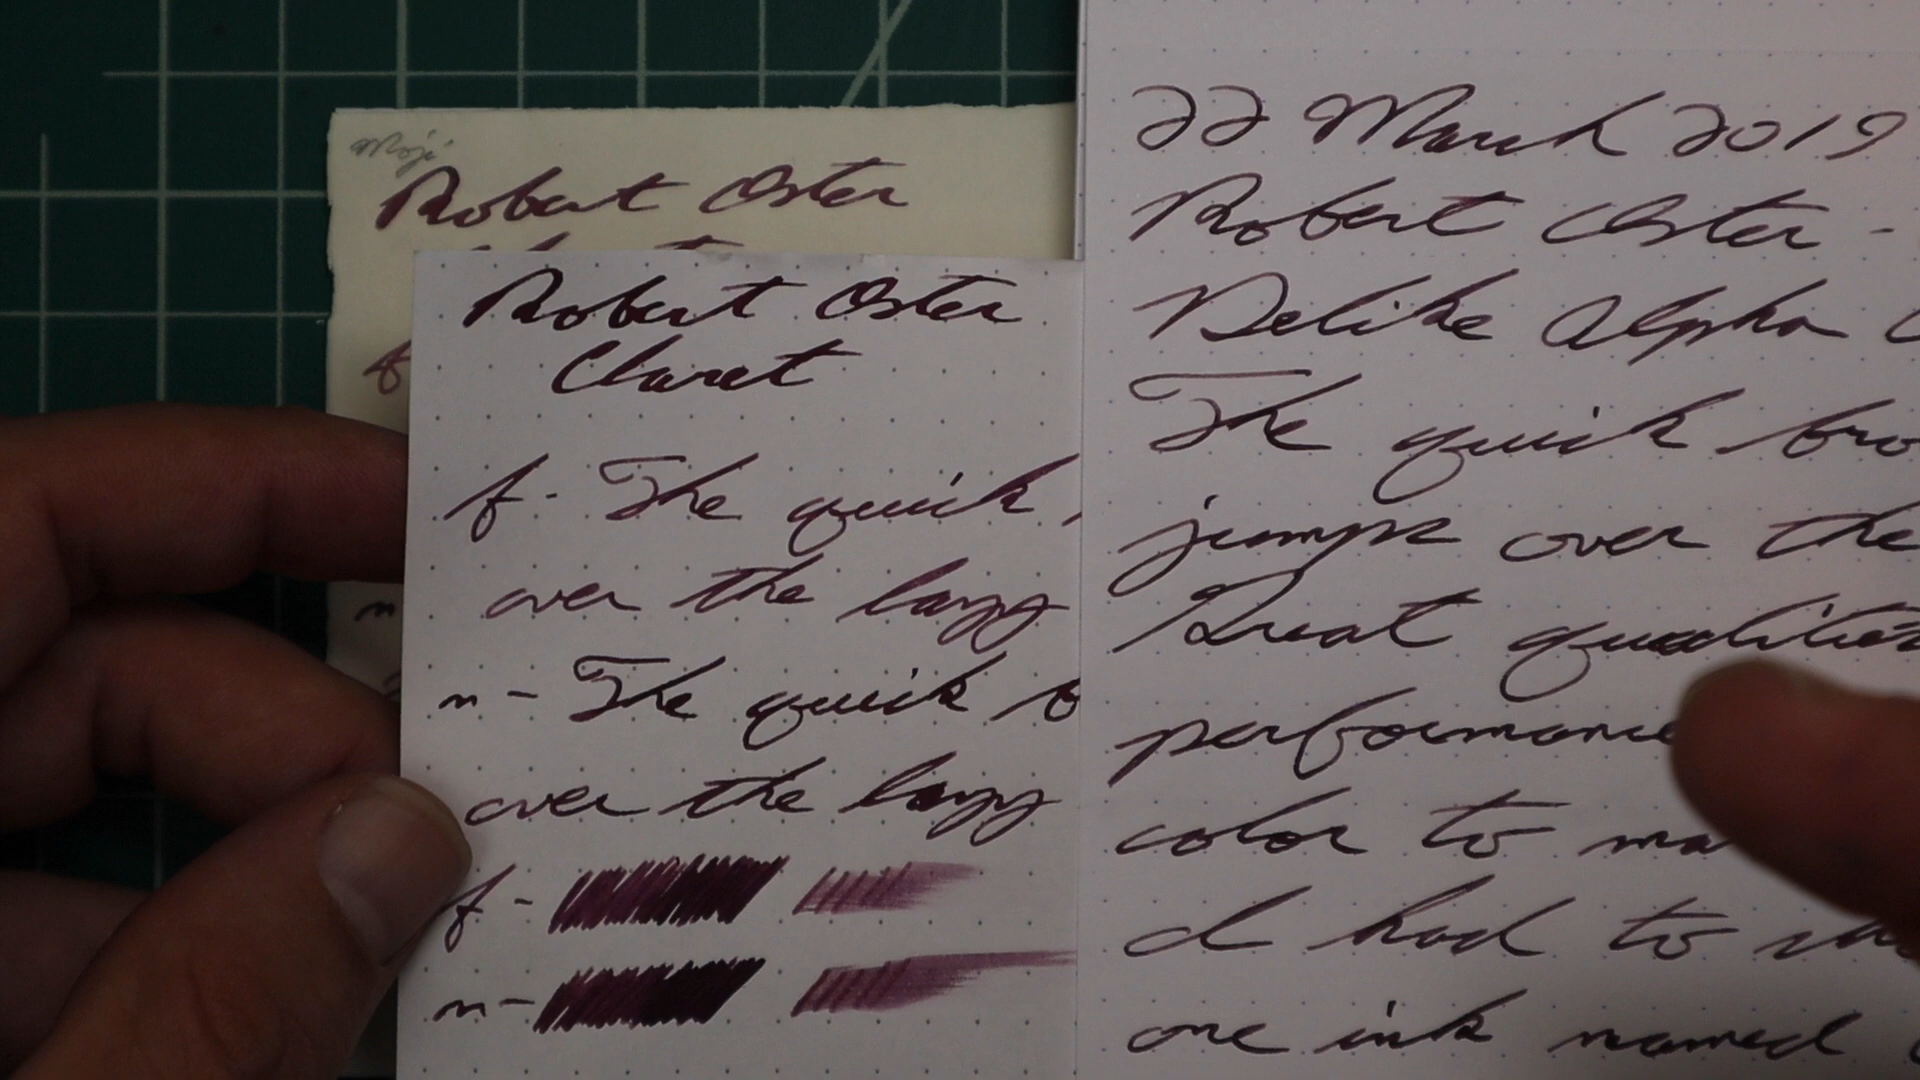 Moji
Robert Oster
f
m
Robert Oster
Claret
f - The quick
over the lazy
m - The quick b
over the lazy
f -
m -
22 March 2019
Robert Oster -
Delike Alpha
The quick bro
jumps over the
Great qualities
performance
color to ma
I had to
one ink named